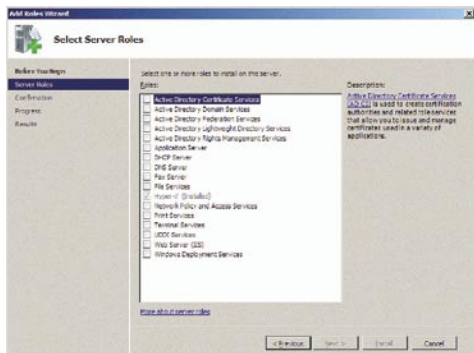 Add Roles Wizard
Select Server Roles
Before You Begin
Server Roles
Confirmation
Progress
Results
Select one or more roles to install on this server.
Roles:
Active Directory Certificate Services
Active Directory Domain Services
Active Directory Federation Services
Active Directory Lightweight Directory Services
Active Directory Rights Management Services
Application Server
DHCP Server
DNS Server
Fax Server
File Services
Hyper-V (Installed)
Network Policy and Access Services
Print Services
Terminal Services
UDDI Services
Web Server (IIS)
Windows Deployment Services
More about server roles
Description:
Active Directory Certificate Services
(AD CS) is used to create certification
authorities and related role services
that allow you to issue and manage
certificates used in a variety of
applications.
< Previous
Next >
Install
Cancel